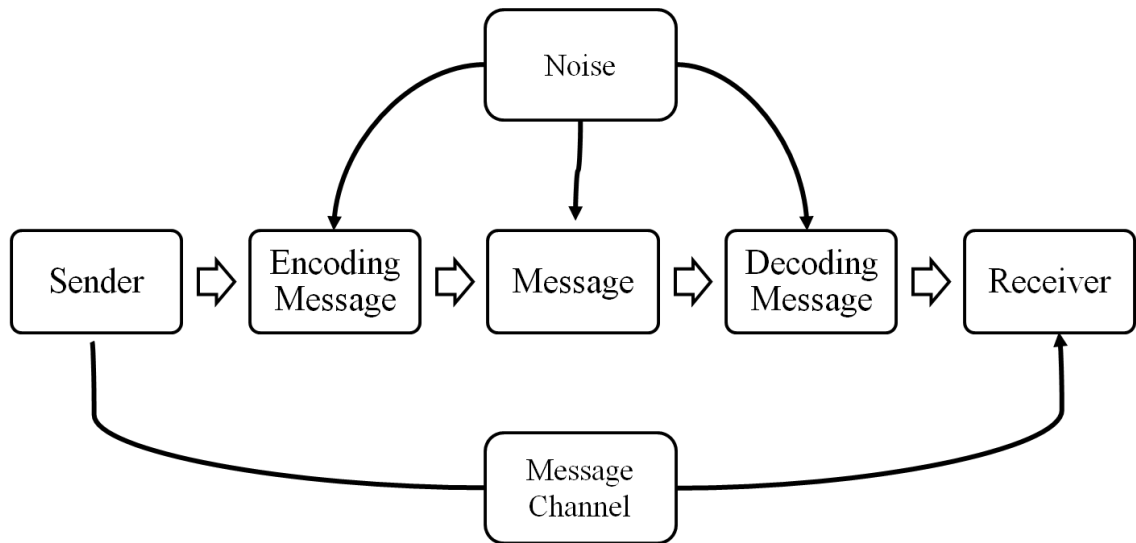 Noise
Sender
Encoding
Message
Message
Decoding
Message
Receiver
Message
Channel